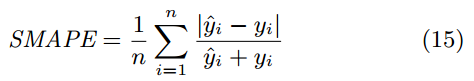 SMAPE = \frac{1}{n} \sum_{i=1}^{n} \frac{|\hat{y}_i - y_i|}{\hat{y}_i + y_i} (15)